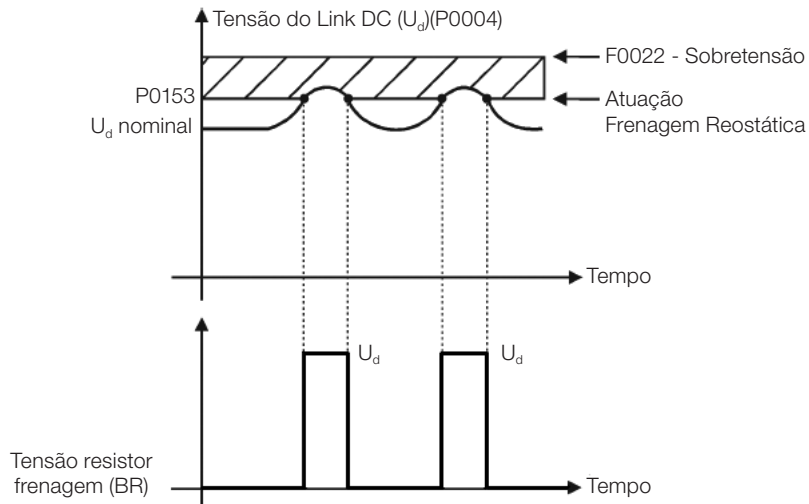 Tensão do Link DC (Ud)(P0004)
F0022 - Sobretensão
P0153
Atuação
Frenagem Reostática
Ud nominal
Tempo
Ud
Ud
Tensão resistor
frenagem (BR)
Tempo